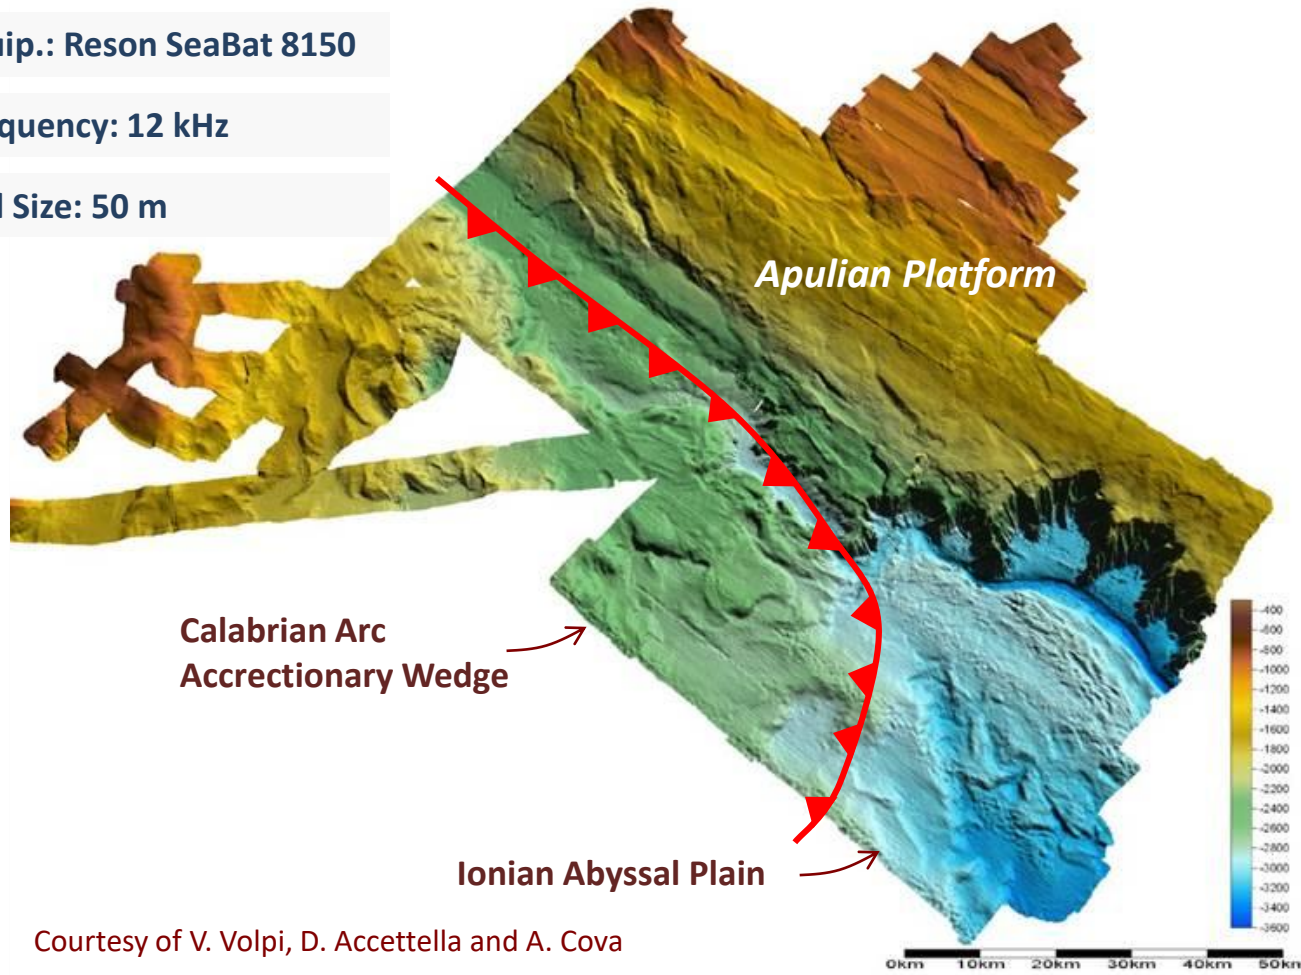 uip.: Reson SeaBat 8150
quency: 12 kHz
l Size: 50 m
Apulian Platform
Calabrian Arc
Accrectionary Wedge
Ionian Abyssal Plain
Courtesy of V. Volpi, D. Accettella and A. Cova
-400
-600
-800
-1000
-1200
-1400
-1600
-1800
-2000
-2200
-2400
-2600
-2800
-3000
-3200
-3400
-3600
0km 10km 20km 30km 40km 50km